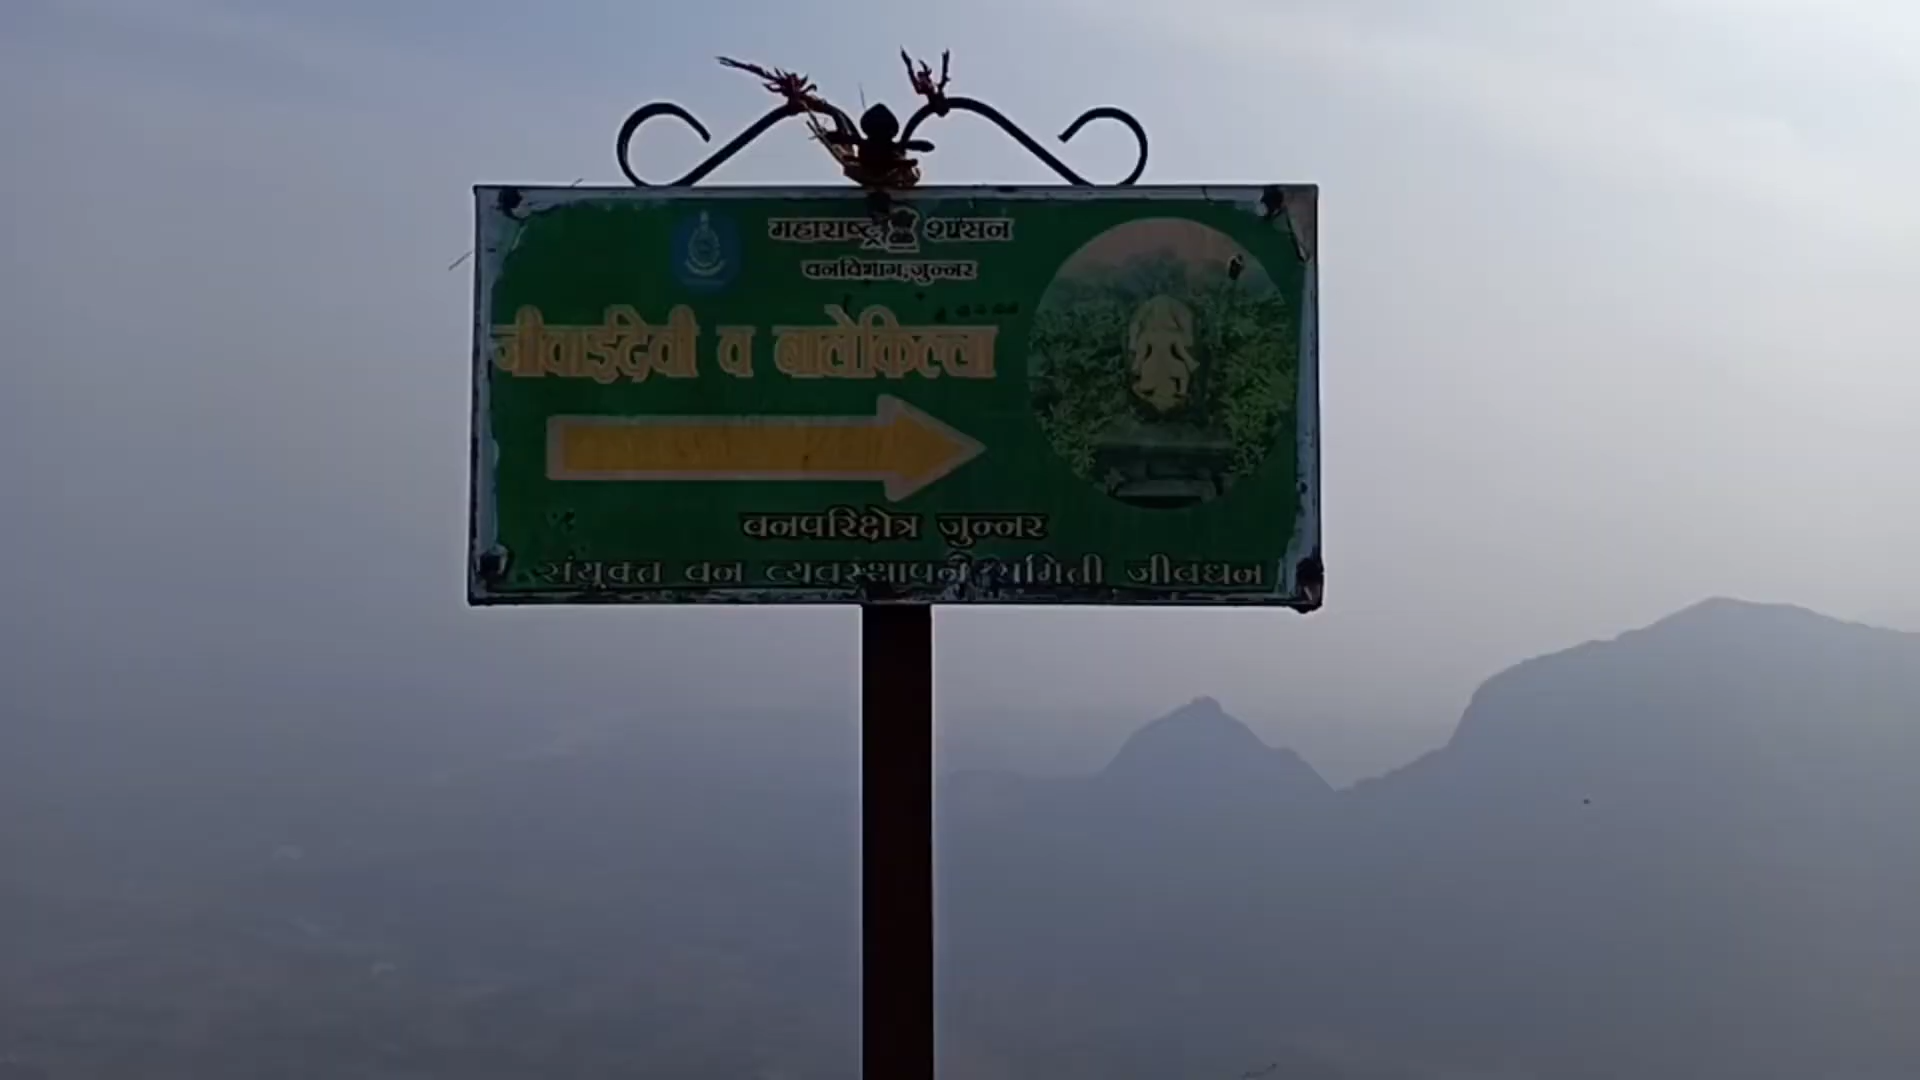 महाराष्ट्र शासन
वनविभाग,जुन्नर
जीवाईदेवी व बालेकिल्ला
वनपरिक्षेत्र जुन्नर
संयुक्त वन व्यवस्थापन समिती जीवधन